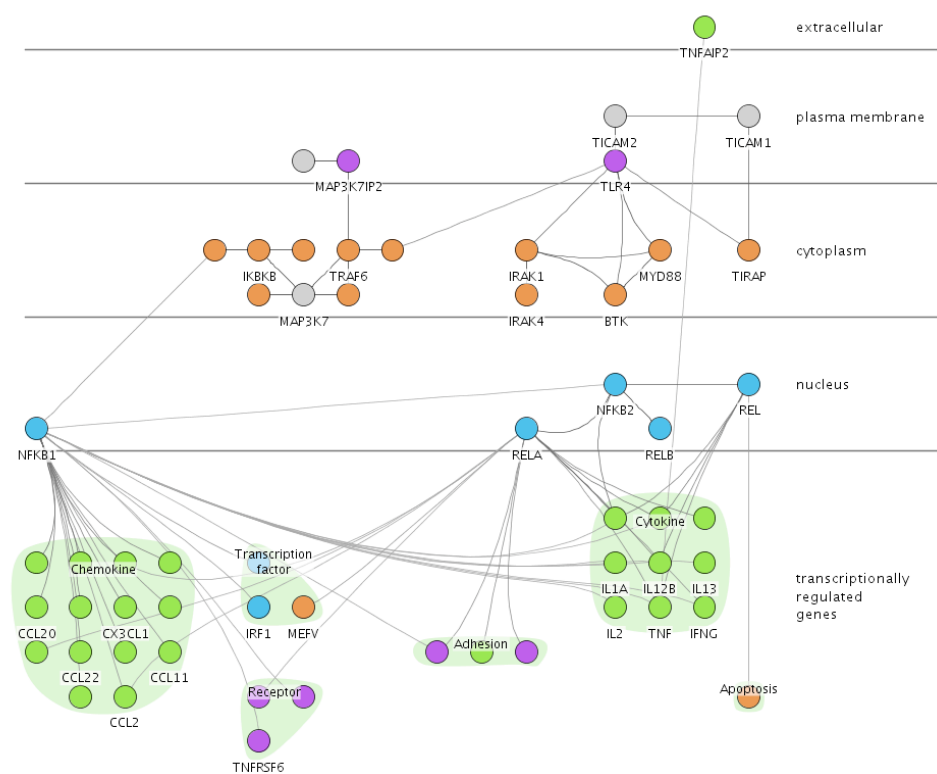 extracellular
TNFAIP2
plasma membrane
TICAM2
TICAM1
MAP3K7IP2
TLR4
cytoplasm
IKBKB
TRAF6
IRAK1
MYD88
TIRAP
MAP3K7
IRAK4
BTK
nucleus
NFKB2
REL
NFKB1
RELA
RELB
Cytokine
Transcription
factor
Chemokine
IL1A
IL12B
IL13
transcriptionally
regulated
genes
CCL20
CX3CL1
IRF1
MEFV
IL2
TNF
IFNG
Adhesion
CCL22
CCL11
Receptor
Apoptosis
CCL2
TNFRSF6